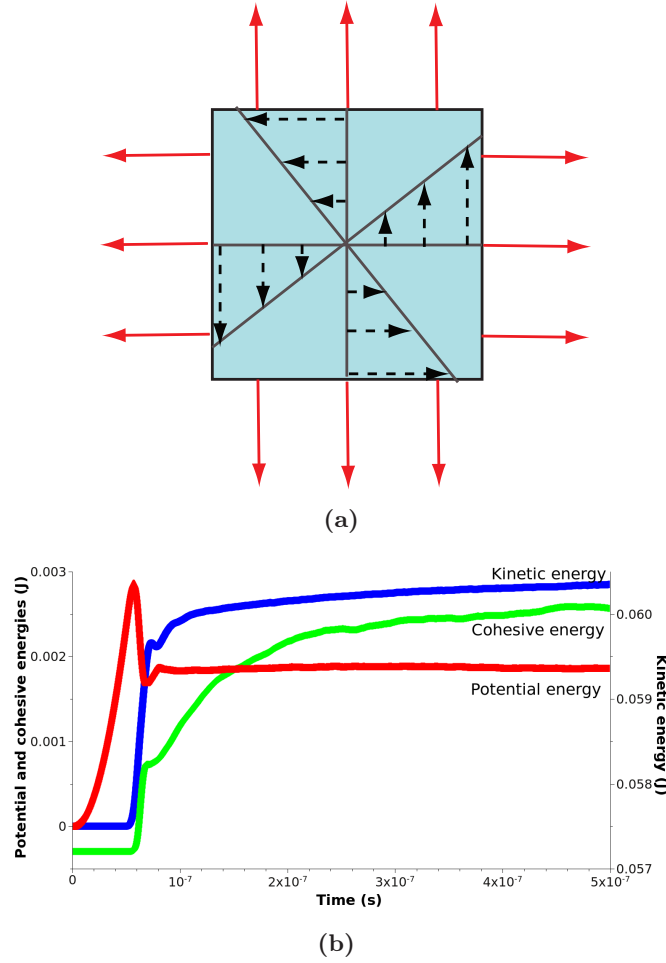 (a)
Potential and cohesive energies (J)
0.003
0.002
0.001
0
Kinetic energy
Cohesive energy
Potential energy
0.060
0.059
0.058
0.057
Kinetic energy (J)
0
10-7
2x10-7
3x10-7
4x10-7
5x10-7
Time (s)
(b)